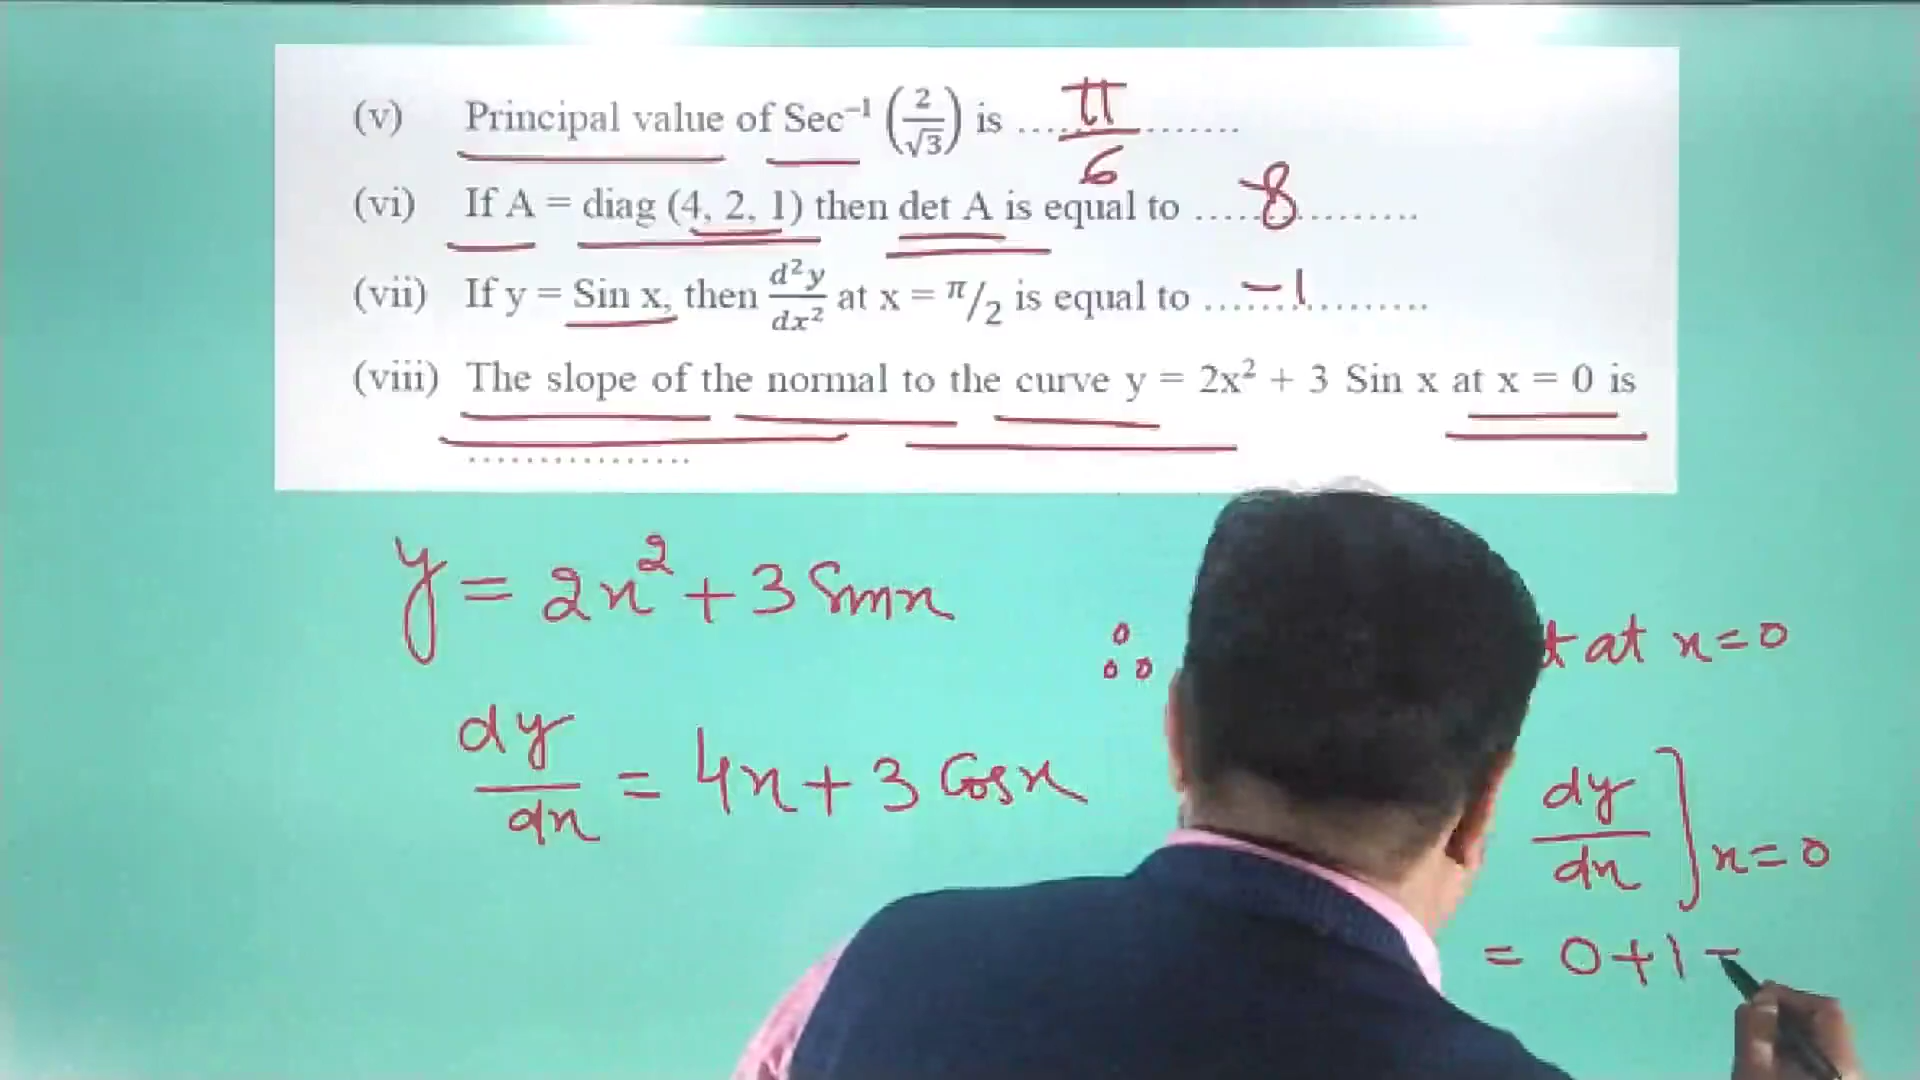 (v) Principal value of Sec⁻¹ (2/√3) is .................. π/6
(vi) If A = diag (4, 2, 1) then det A is equal to .................. 8
(vii) If y = Sin x, then d²y/dx² at x = π/2 is equal to .................. -1
(viii) The slope of the normal to the curve y = 2x² + 3 Sin x at x = 0 is
................
y = 2x² + 3 Sinx
dy/dx = 4x + 3 Cosx
∴ at x=0
dy/dx ] x=0
= 0+1